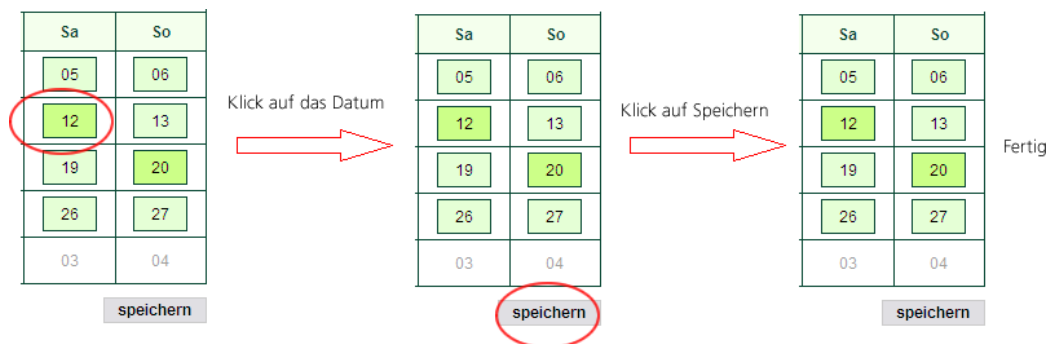 Sa So
05 06
12 13
19 20
26 27
03 04
speichern
Klick auf das Datum
Sa So
05 06
12 13
19 20
26 27
03 04
speichern
Klick auf Speichern
Sa So
05 06
12 13
19 20
26 27
03 04
speichern
Fertig